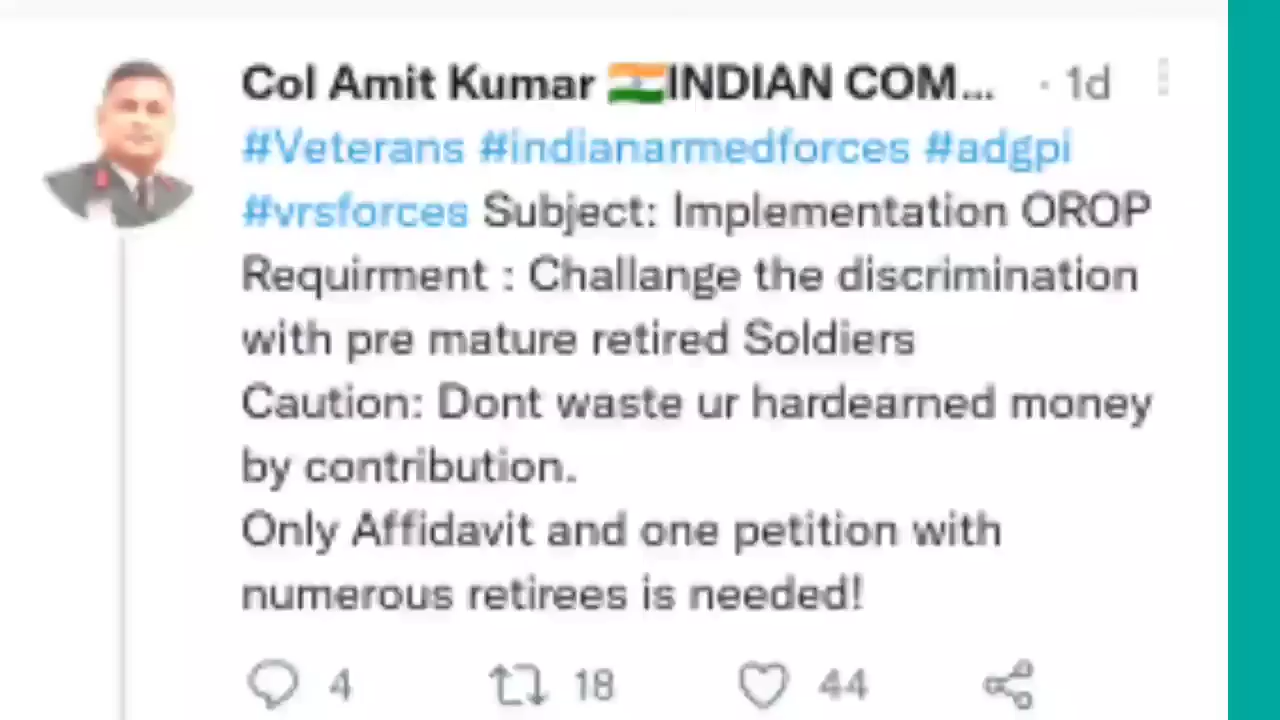 Col Amit Kumar 🇮🇳INDIAN COM... · 1d
#Veterans #indianarmedforces #adgpi
#vrsforces Subject: Implementation OROP
Requirment : Challange the discrimination
with pre mature retired Soldiers
Caution: Dont waste ur hardearned money
by contribution.
Only Affidavit and one petition with
numerous retirees is needed!
4 18 44